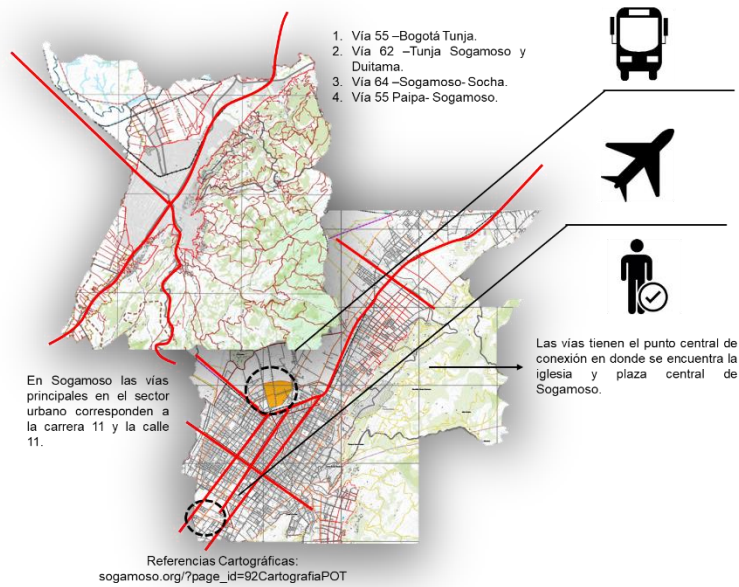 1. Vía 55 –Bogotá Tunja.
2. Vía 62 –Tunja Sogamoso y
Duitama.
3. Vía 64 –Sogamoso- Socha.
4. Vía 55 Paipa- Sogamoso.
Las vías tienen el punto central de
conexión en donde se encuentra la
iglesia y plaza central de
Sogamoso.
En Sogamoso las vías
principales en el sector
urbano corresponden a
la carrera 11 y la calle
11.
Referencias Cartográficas:
sogamoso.org/?page_id=92CartografiaPOT